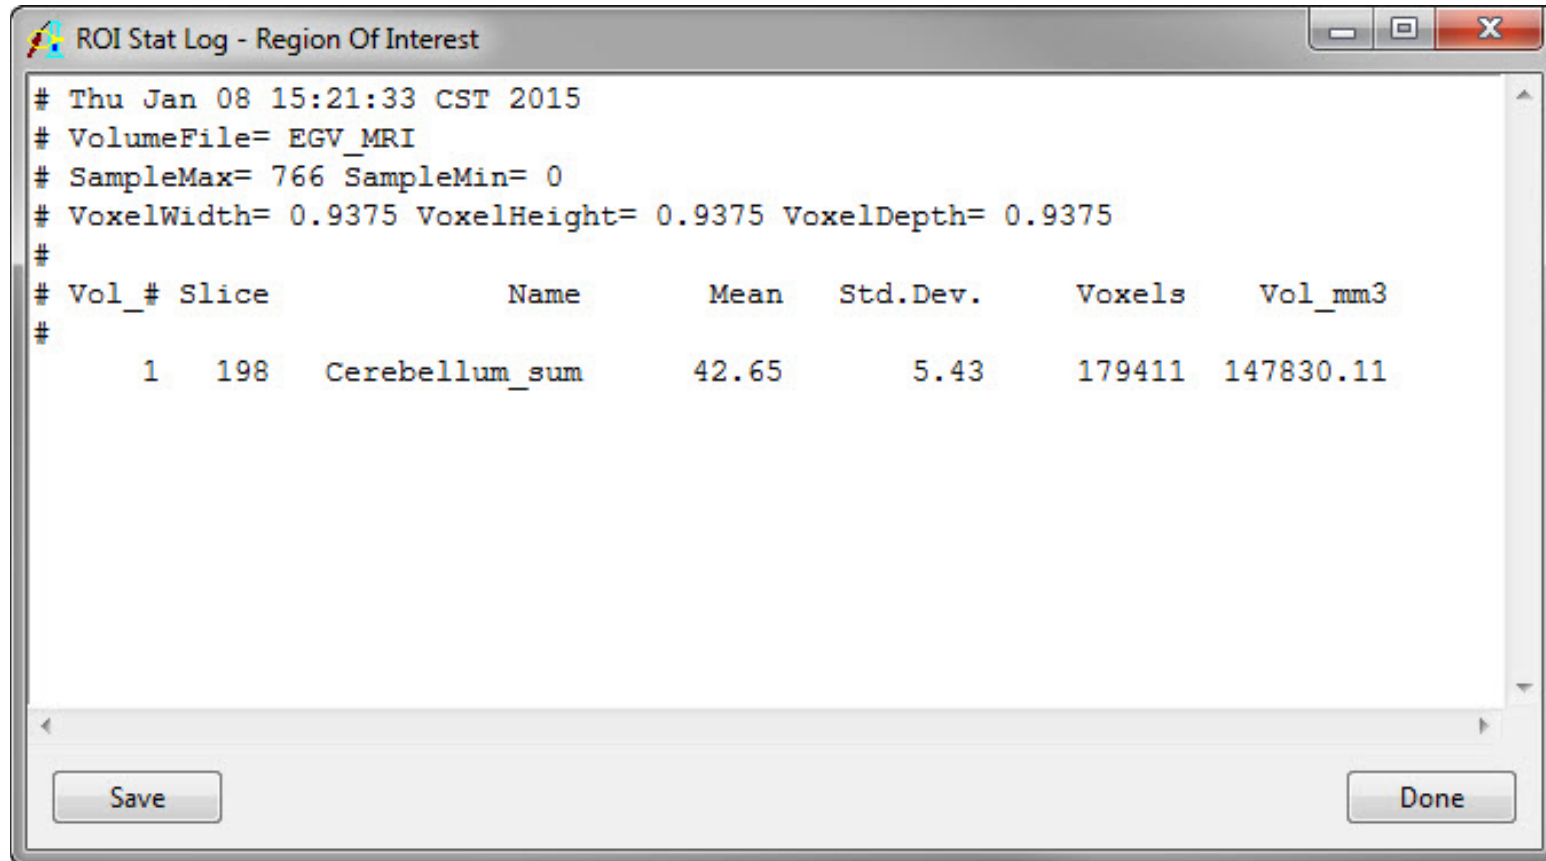 ROI Stat Log - Region Of Interest
# Thu Jan 08 15:21:33 CST 2015
# VolumeFile= EGV_MRI
# SampleMax= 766 SampleMin= 0
# VoxelWidth= 0.9375 VoxelHeight= 0.9375 VoxelDepth= 0.9375
#
# Vol_# Slice Name Mean Std.Dev. Voxels Vol_mm3
#
1 198 Cerebellum_sum 42.65 5.43 179411 147830.11
Save Done